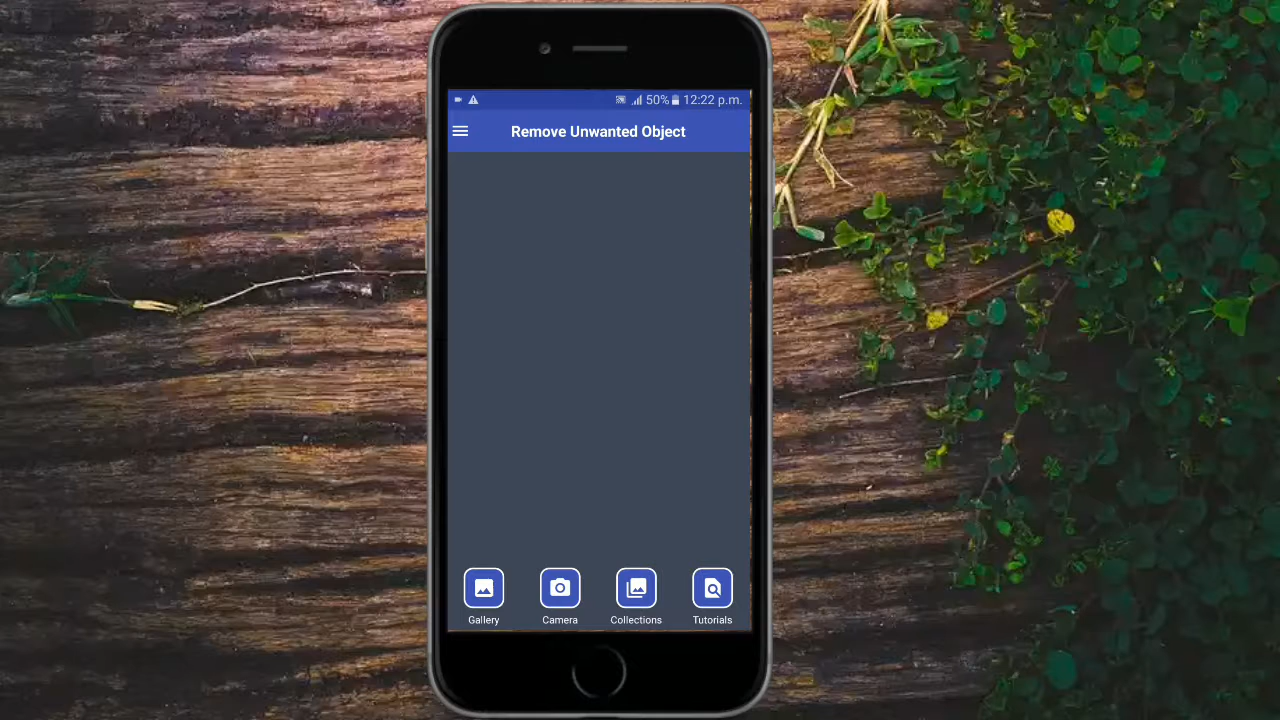 50% 12:22 p.m.
Remove Unwanted Object
Gallery Camera Collections Tutorials